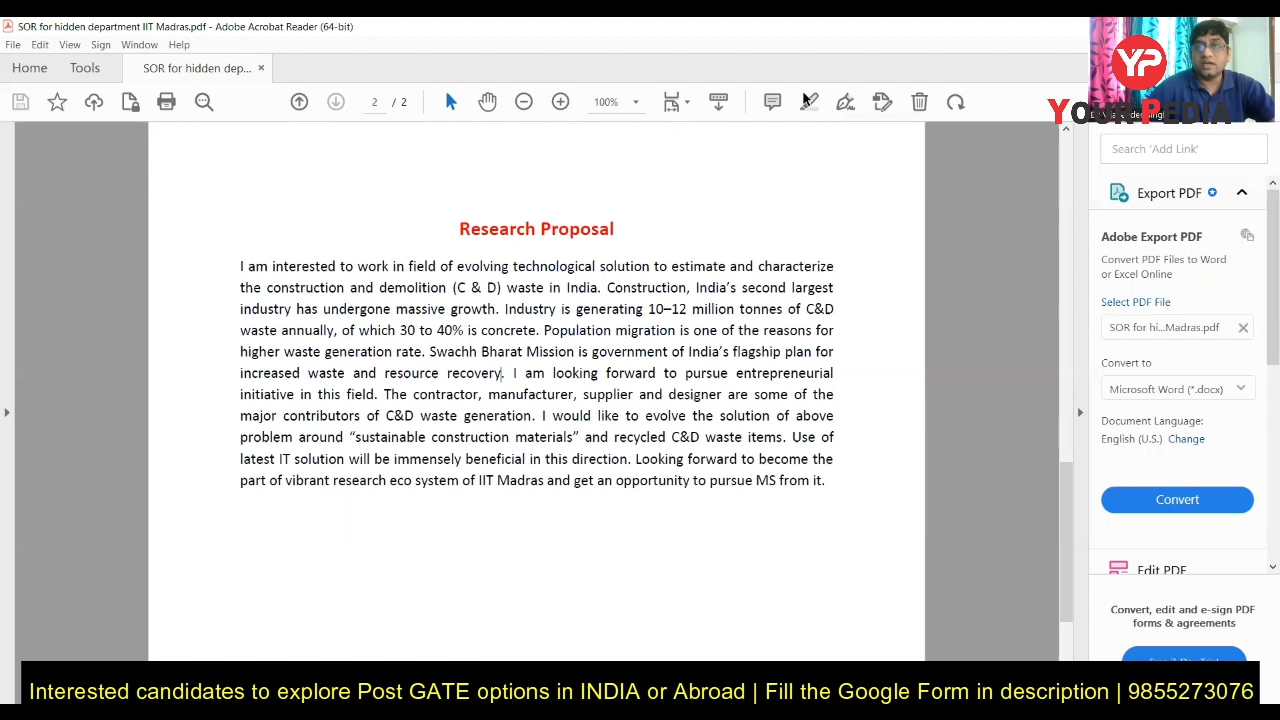 SOR for hidden department IIT Madras.pdf - Adobe Acrobat Reader (64-bit)
File Edit View Sign Window Help
Home Tools SOR for hidden dep... ×
2 / 2 100%
YP
YOUR PEDIA
Search 'Add Link'
Export PDF
Adobe Export PDF
Convert PDF Files to Word
or Excel Online
Select PDF File
SOR for hi...Madras.pdf
Convert to
Microsoft Word (*.docx)
Document Language:
English (U.S.) Change
Convert
Edit PDF
Convert, edit and e-sign PDF
forms & agreements
Research Proposal
I am interested to work in field of evolving technological solution to estimate and characterize
the construction and demolition (C & D) waste in India. Construction, India's second largest
industry has undergone massive growth. Industry is generating 10–12 million tonnes of C&D
waste annually, of which 30 to 40% is concrete. Population migration is one of the reasons for
higher waste generation rate. Swachh Bharat Mission is government of India's flagship plan for
increased waste and resource recovery. I am looking forward to pursue entrepreneurial
initiative in this field. The contractor, manufacturer, supplier and designer are some of the
major contributors of C&D waste generation. I would like to evolve the solution of above
problem around "sustainable construction materials" and recycled C&D waste items. Use of
latest IT solution will be immensely beneficial in this direction. Looking forward to become the
part of vibrant research eco system of IIT Madras and get an opportunity to pursue MS from it.
Interested candidates to explore Post GATE options in INDIA or Abroad | Fill the Google Form in description | 9855273076